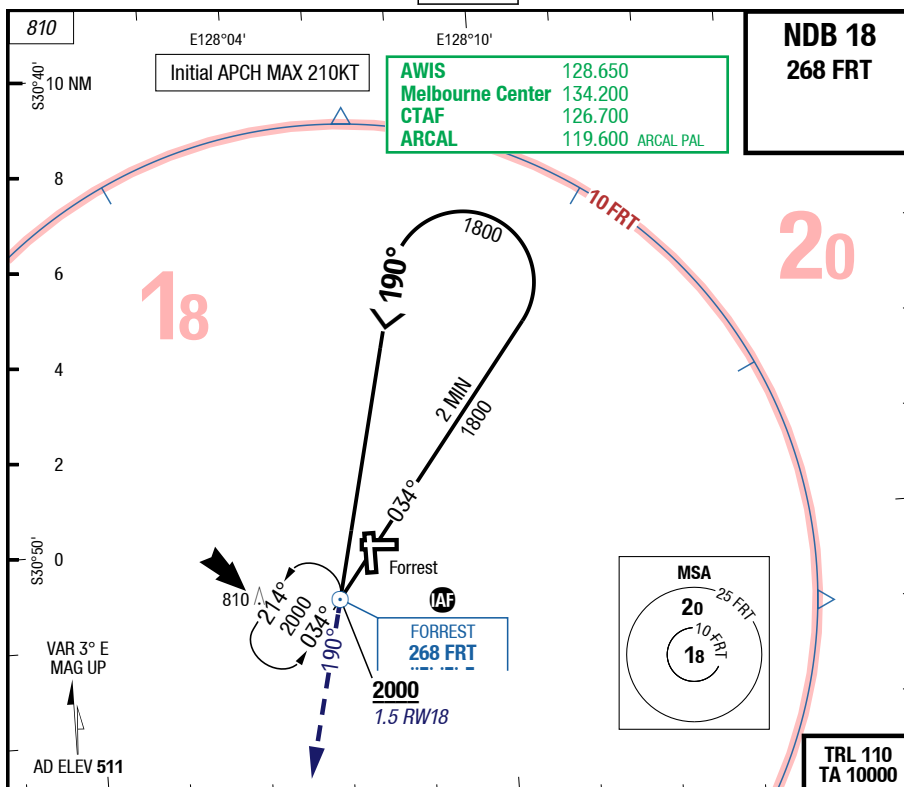 810
E128°04'
E128°10'
NDB 18
268 FRT
S30°40'
10 NM
Initial APCH MAX 210KT
AWIS 128.650
Melbourne Center 134.200
CTAF 126.700
ARCAL 119.600 ARCAL PAL
8
10 FRT
1800
20
190°
6
18
4
2 MIN
1800
2
034°
S30°50'
0
Forrest
MSA
25 FRT
20
10 FRT
18
810
214°
2000
034°
IAF
FORREST
268 FRT
190°
VAR 3° E
MAG UP
2000
1.5 RW18
AD ELEV 511
TRL 110
TA 10000